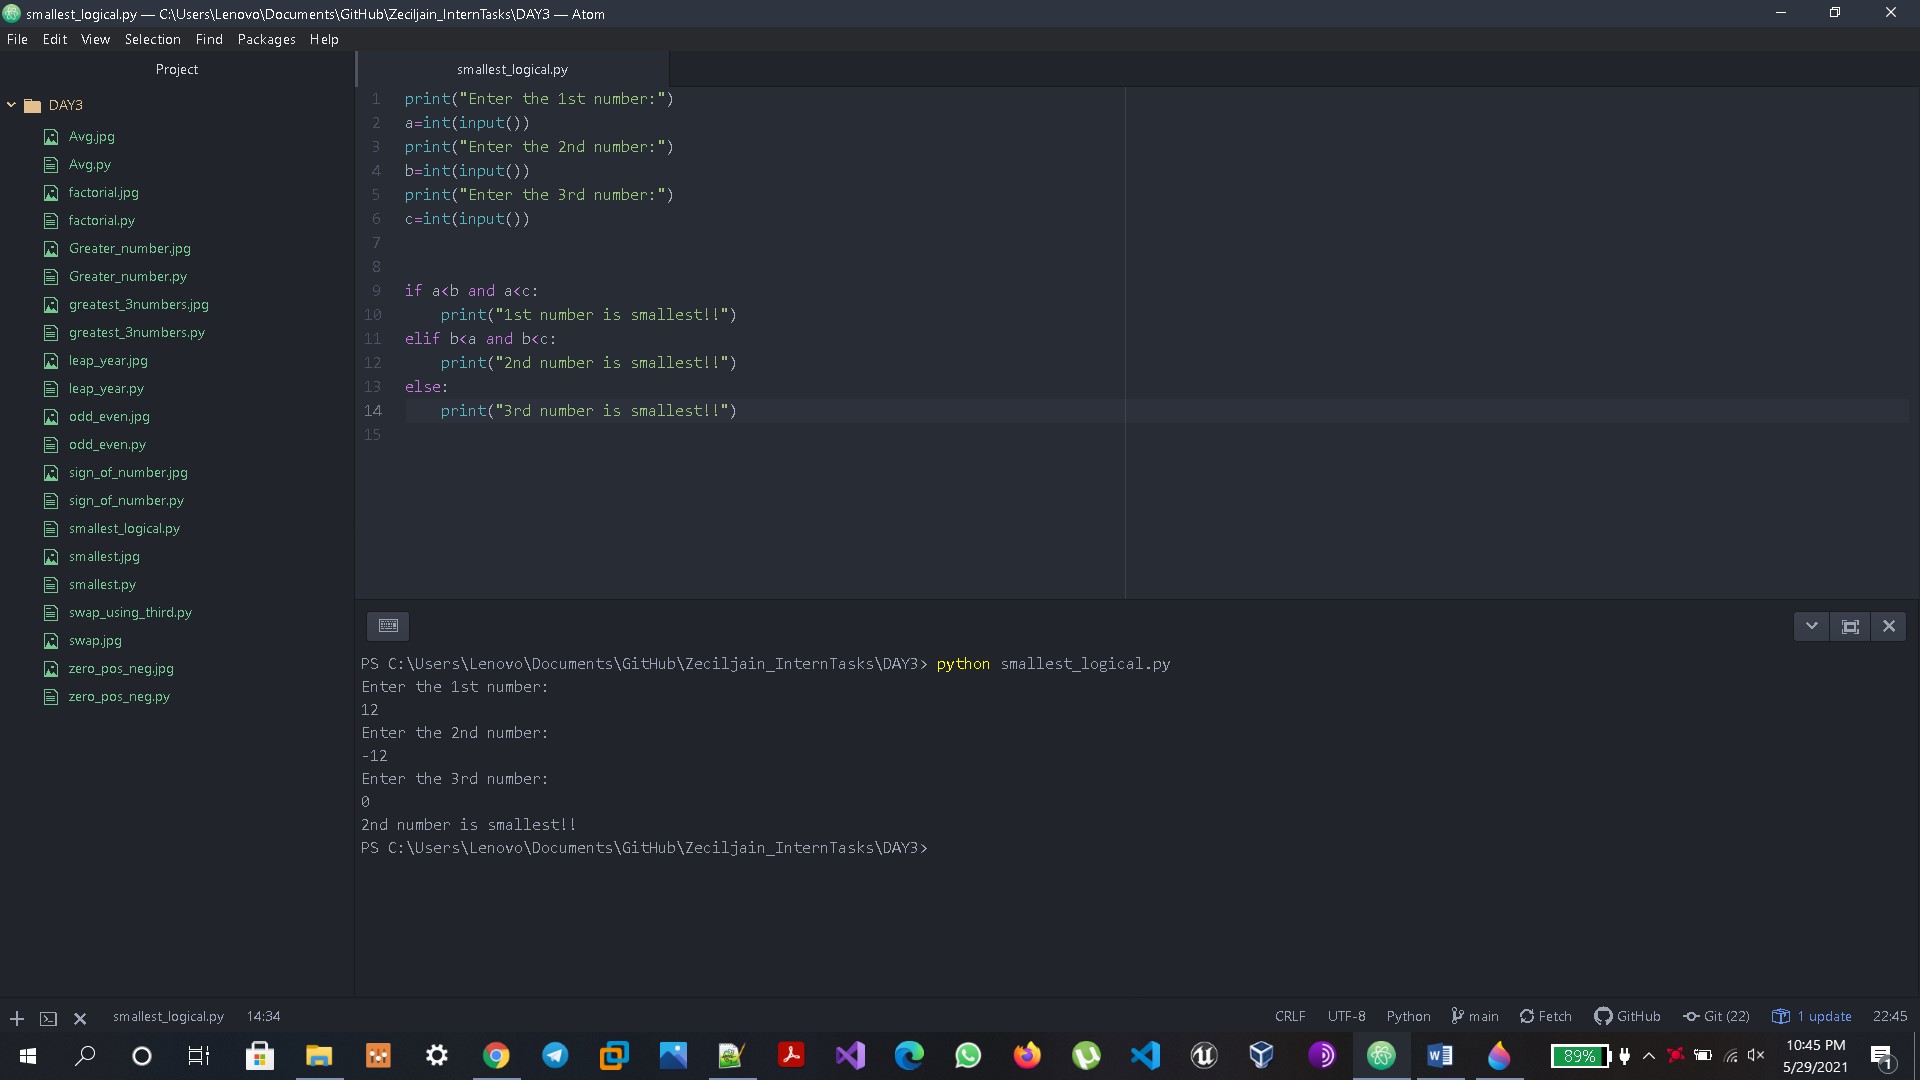 smallest_logical.py — C:\Users\Lenovo\Documents\GitHub\Zeciljain_InternTasks\DAY3 — Atom
File Edit View Selection Find Packages Help
Project
DAY3
Avg.jpg
Avg.py
factorial.jpg
factorial.py
Greater_number.jpg
Greater_number.py
greatest_3numbers.jpg
greatest_3numbers.py
leap_year.jpg
leap_year.py
odd_even.jpg
odd_even.py
sign_of_number.jpg
sign_of_number.py
smallest_logical.py
smallest.jpg
smallest.py
swap_using_third.py
swap.jpg
zero_pos_neg.jpg
zero_pos_neg.py
smallest_logical.py
1 print("Enter the 1st number:")
2 a=int(input())
3 print("Enter the 2nd number:")
4 b=int(input())
5 print("Enter the 3rd number:")
6 c=int(input())
7
8
9 if a<b and a<c:
10     print("1st number is smallest!!")
11 elif b<a and b<c:
12     print("2nd number is smallest!!")
13 else:
14     print("3rd number is smallest!!")
15
PS C:\Users\Lenovo\Documents\GitHub\Zeciljain_InternTasks\DAY3> python smallest_logical.py
Enter the 1st number:
12
Enter the 2nd number:
-12
Enter the 3rd number:
0
2nd number is smallest!!
PS C:\Users\Lenovo\Documents\GitHub\Zeciljain_InternTasks\DAY3>
smallest_logical.py 14:34 CRLF UTF-8 Python main Fetch GitHub Git (22) 1 update 22:45
89% 10:45 PM
5/29/2021
1